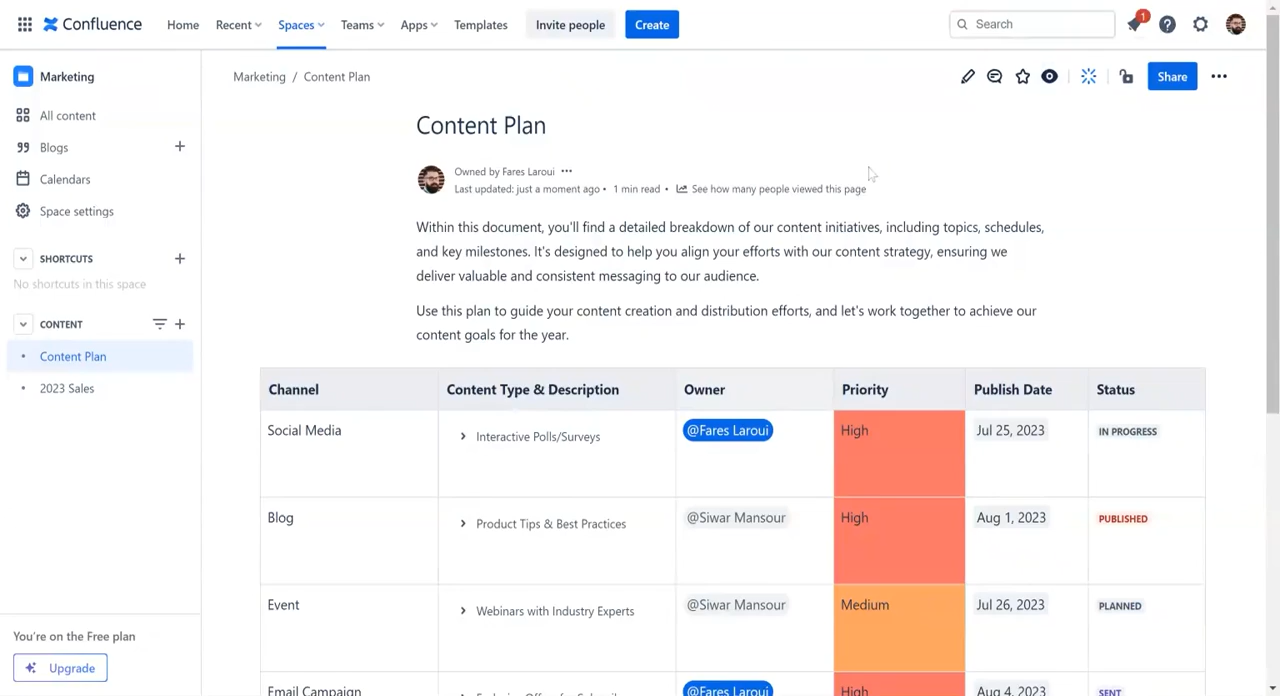 Confluence Home Recent Spaces Teams Apps Templates Invite people Create Search 1
Marketing
All content
Blogs
Calendars
Space settings
SHORTCUTS
No shortcuts in this space
CONTENT
Content Plan
2023 Sales
You're on the Free plan
Upgrade
Marketing / Content Plan
Share
Content Plan
Owned by Fares Laroui
Last updated: just a moment ago • 1 min read • See how many people viewed this page
Within this document, you'll find a detailed breakdown of our content initiatives, including topics, schedules,
and key milestones. It's designed to help you align your efforts with our content strategy, ensuring we
deliver valuable and consistent messaging to our audience.
Use this plan to guide your content creation and distribution efforts, and let's work together to achieve our
content goals for the year.
Channel Content Type & Description Owner Priority Publish Date Status
Social Media Interactive Polls/Surveys @Fares Laroui High Jul 25, 2023 IN PROGRESS
Blog Product Tips & Best Practices @Siwar Mansour High Aug 1, 2023 PUBLISHED
Event Webinars with Industry Experts @Siwar Mansour Medium Jul 26, 2023 PLANNED
Email Campaign @Fares Laroui High Aug 4, 2023 SENT